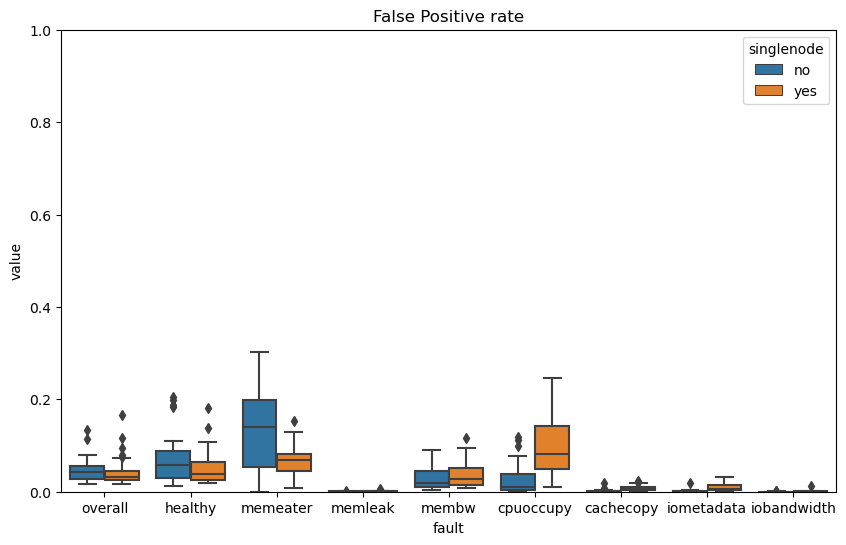 False Positive rate
singlenode
no
yes
value
1.0
0.8
0.6
0.4
0.2
0.0
overall healthy memeater memleak membw cpuoccupy cachecopy iometadata iobandwidth
fault